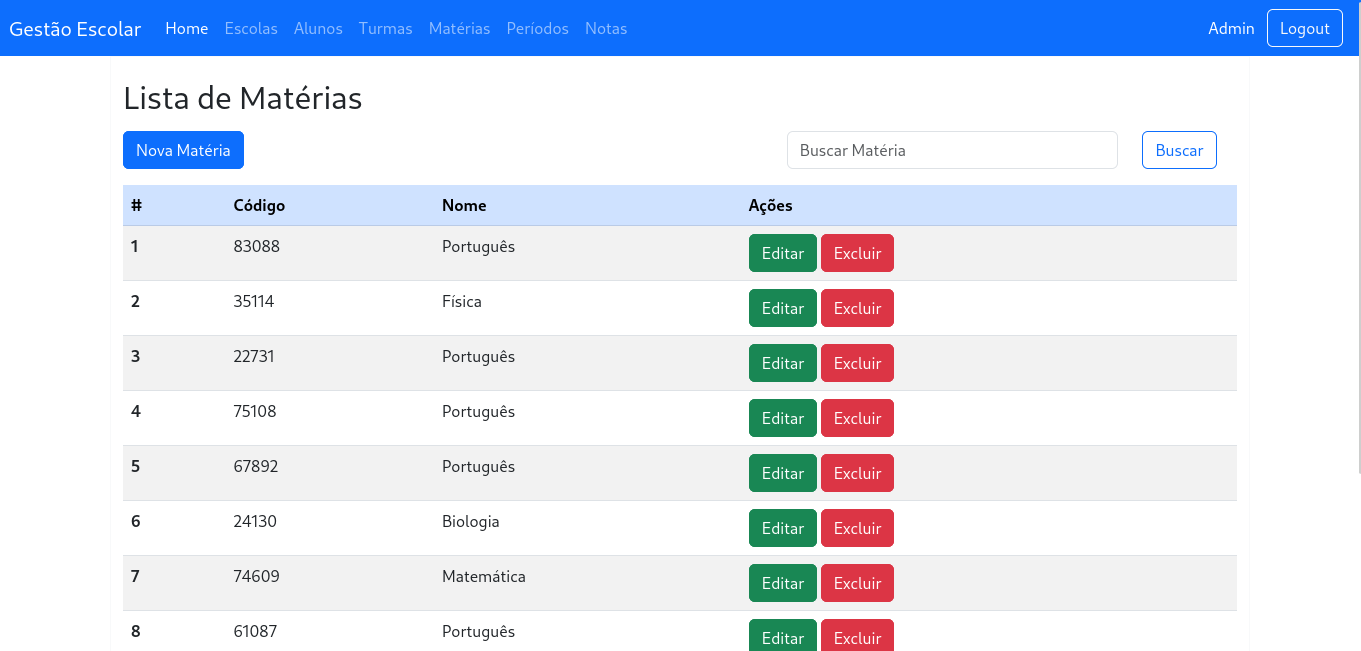 Gestão Escolar Home Escolas Alunos Turmas Matérias Períodos Notas Admin Logout
Lista de Matérias
Nova Matéria Buscar Matéria Buscar
# Código Nome Ações
1 83088 Português Editar Excluir
2 35114 Física Editar Excluir
3 22731 Português Editar Excluir
4 75108 Português Editar Excluir
5 67892 Português Editar Excluir
6 24130 Biologia Editar Excluir
7 74609 Matemática Editar Excluir
8 61087 Português Editar Excluir